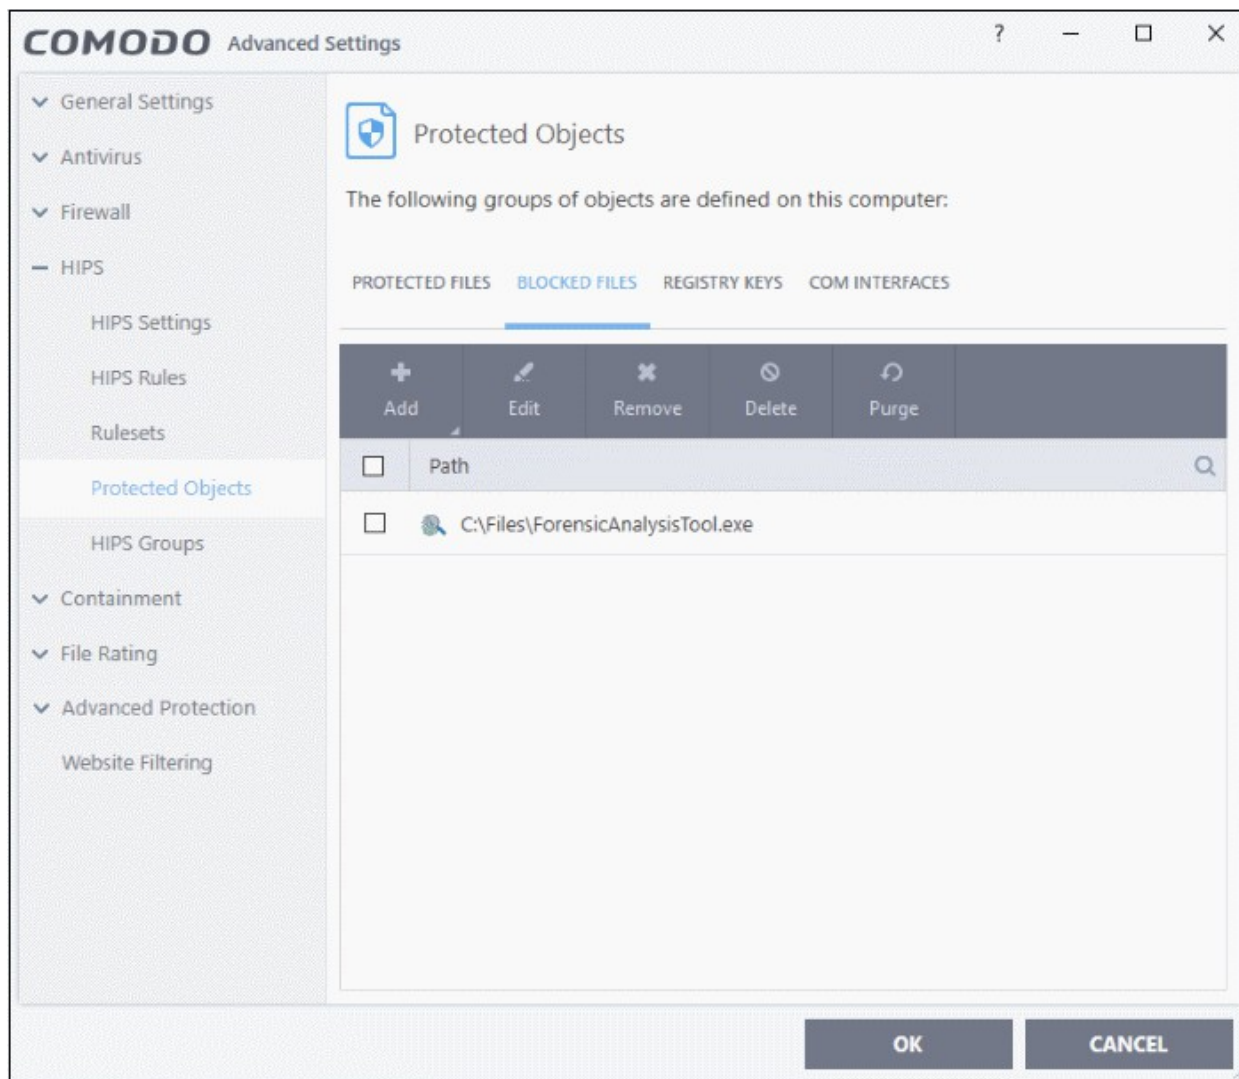 COMODO Advanced Settings ?
General Settings
Antivirus
Firewall
HIPS
HIPS Settings
HIPS Rules
Rulesets
Protected Objects
HIPS Groups
Containment
File Rating
Advanced Protection
Website Filtering
Protected Objects
The following groups of objects are defined on this computer:
PROTECTED FILES BLOCKED FILES REGISTRY KEYS COM INTERFACES
Add Edit Remove Delete Purge
Path
C:\Files\ForensicAnalysisTool.exe
OK CANCEL